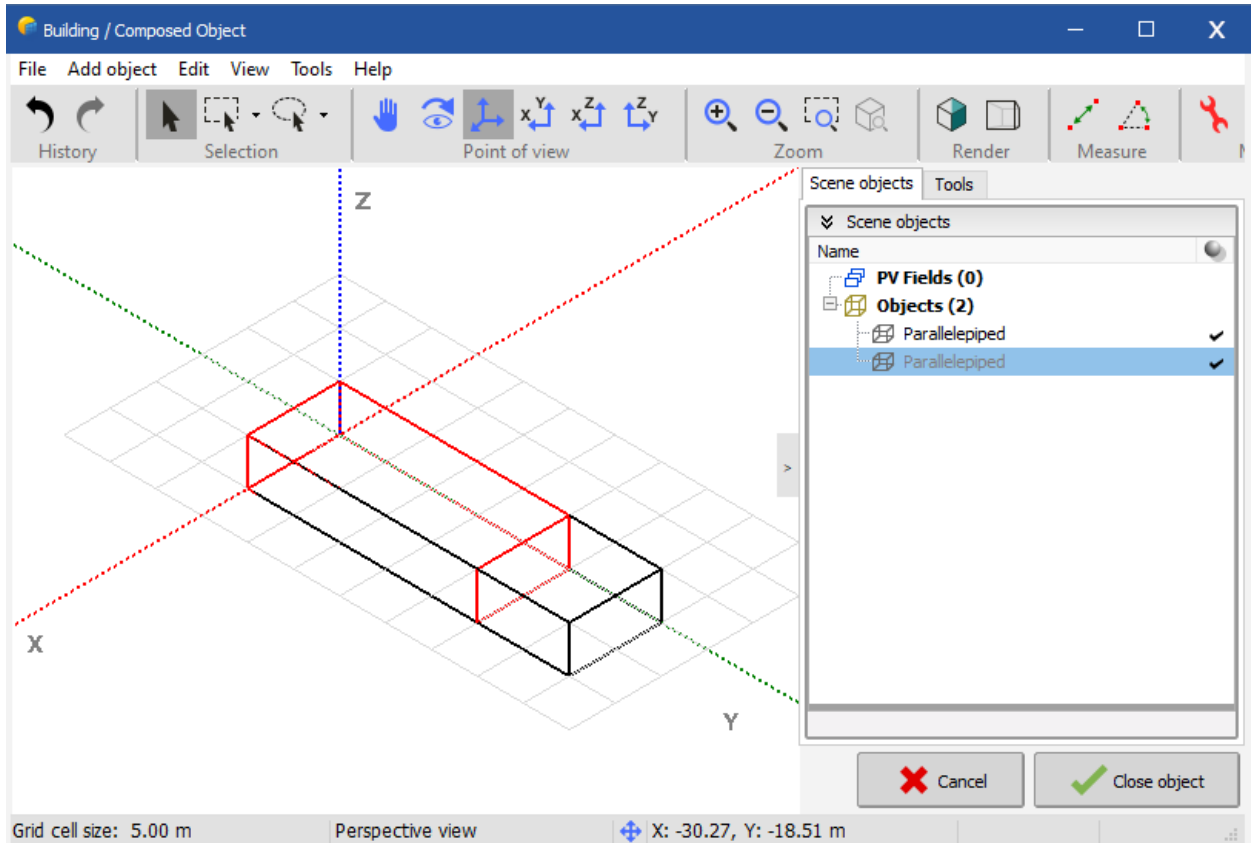 Building / Composed Object
File Add object Edit View Tools Help
History Selection Point of view Zoom Render Measure
Scene objects Tools
Scene objects
Name
PV Fields (0)
Objects (2)
Parallelepiped
Parallelepiped
Z
X
Y
>
Cancel Close object
Grid cell size: 5.00 m Perspective view X: -30.27, Y: -18.51 m